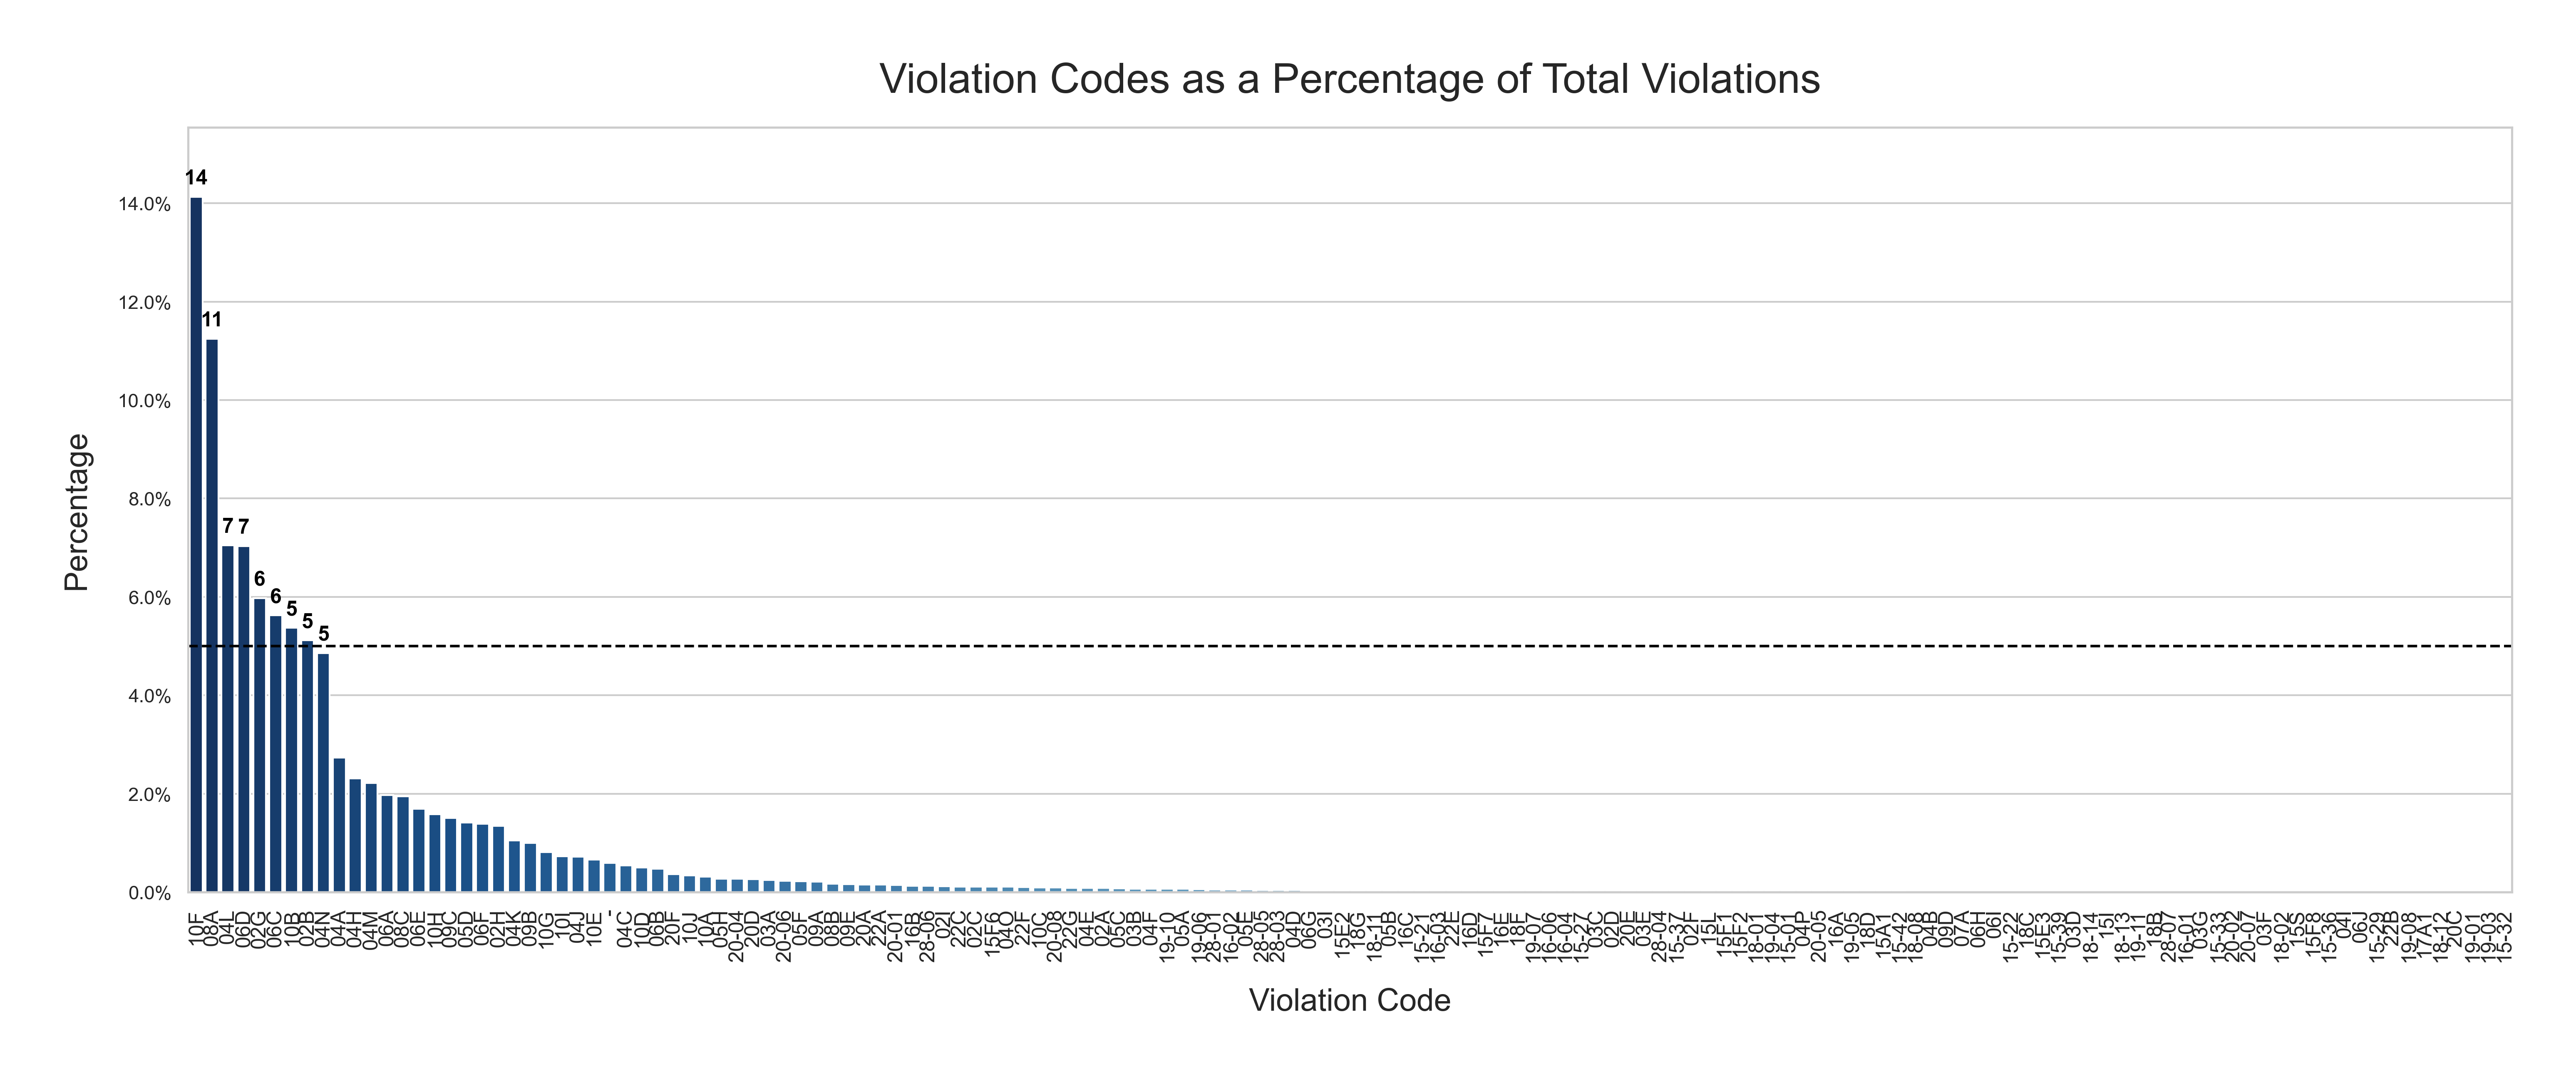 Violation Codes as a Percentage of Total Violations
14
11
7
7
6
6
5
5
5
14.0%
12.0%
10.0%
8.0%
6.0%
4.0%
2.0%
0.0%
Percentage
10F
08A
04L
06D
02G
06C
10B
02B
04N
04A
04H
04M
06A
08C
06E
10H
09C
05D
06F
02H
04K
09B
10G
10I
04J
10E
-
04C
10D
06B
20F
10J
10A
05H
20-04
20D
03A
20-06
05F
09A
08B
09E
20A
22A
20-01
16B
28-06
02I
22C
02C
15F6
04O
22F
10C
20-08
22G
04E
02A
05C
03B
04F
19-10
05A
19-06
28-01
16-02
05E
28-05
28-03
04D
06G
03I
15E2
18G
18-11
05B
16C
15-21
16-03
22E
16D
15F7
16E
18F
19-07
16-06
16-04
15-27
03C
02D
20E
03E
28-04
15-37
02F
15L
15F1
15F2
18-01
19-04
15-01
04P
20-05
16A
19-05
18D
15A1
15-42
18-08
04B
09D
07A
06H
06I
15-22
18C
15E3
15-39
03D
18-14
15I
18-13
19-11
18B
28-07
16-01
03G
15-33
20-02
20-07
03F
18-02
15S
15F8
15-36
04I
06J
15-29
22B
19-08
17A1
18-12
20C
19-01
19-03
15-32
Violation Code